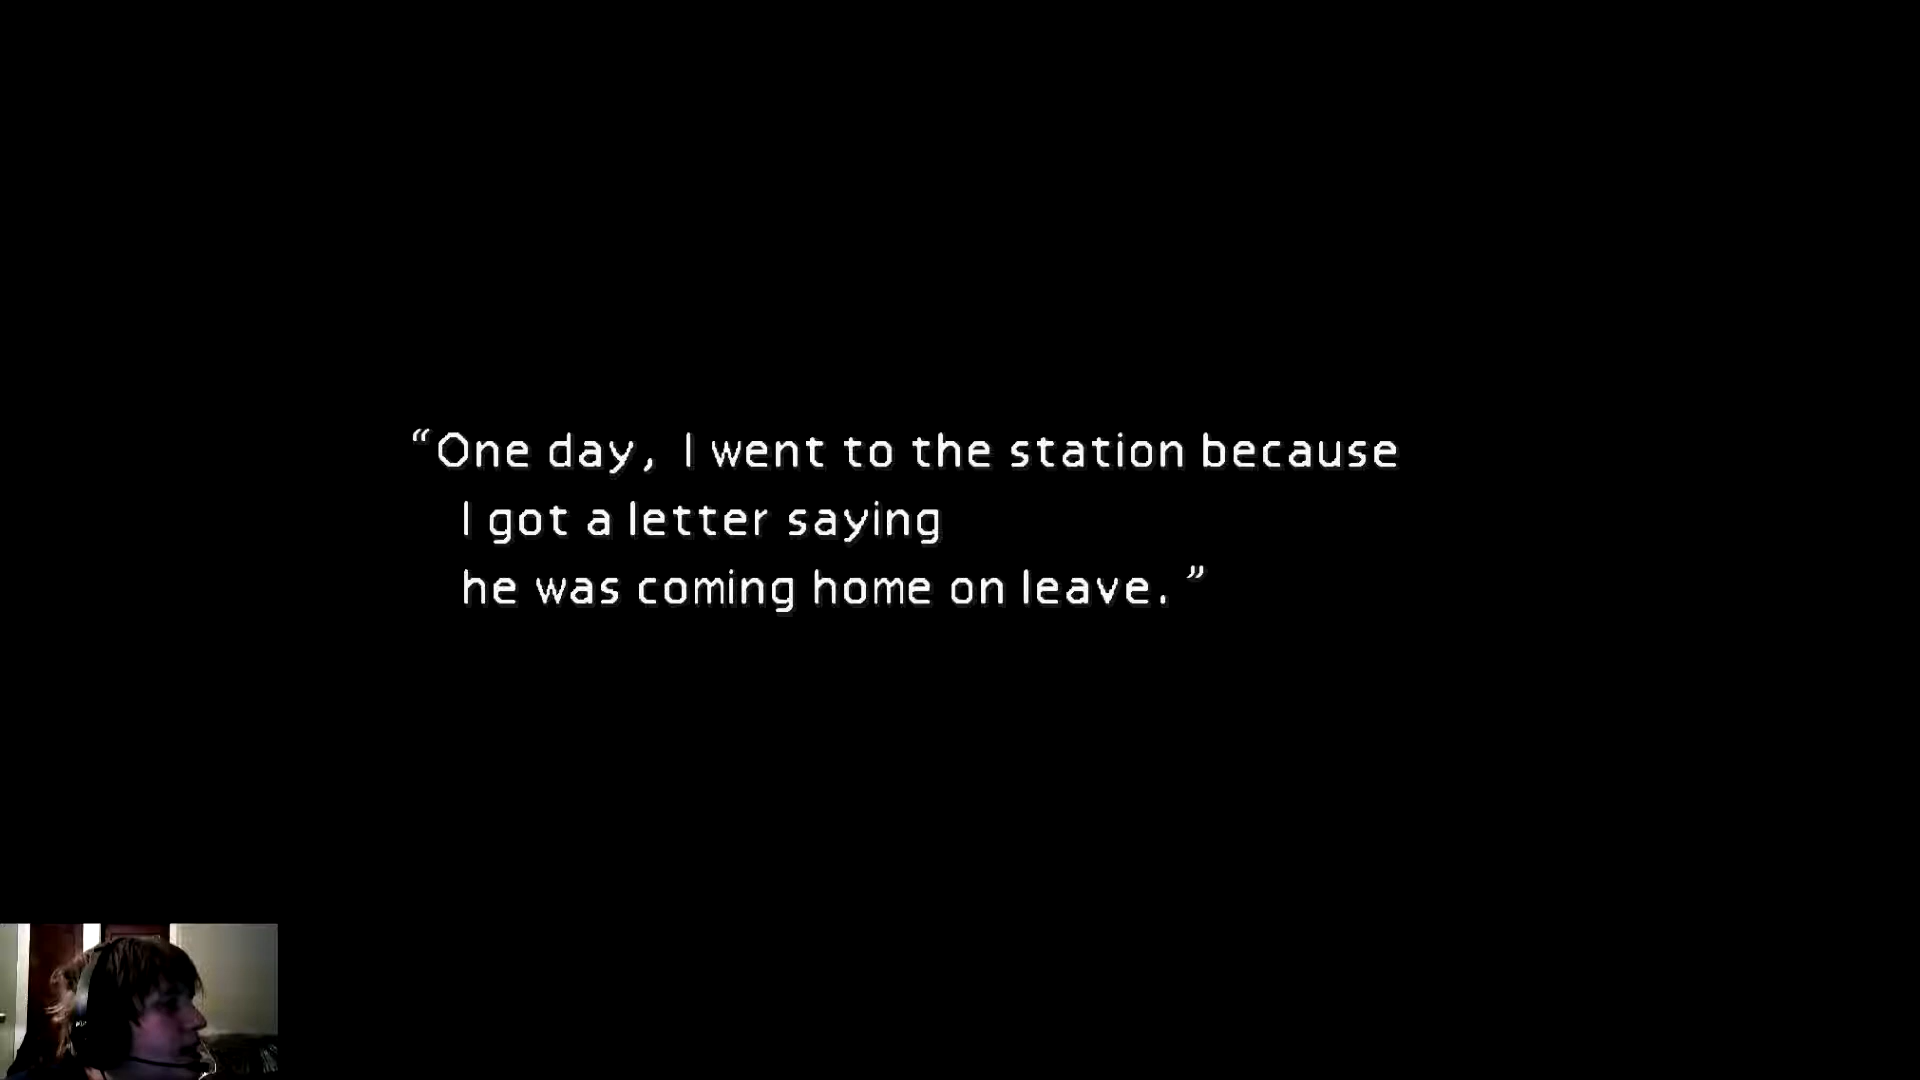 “One day, I went to the station because
I got a letter saying
he was coming home on leave.”